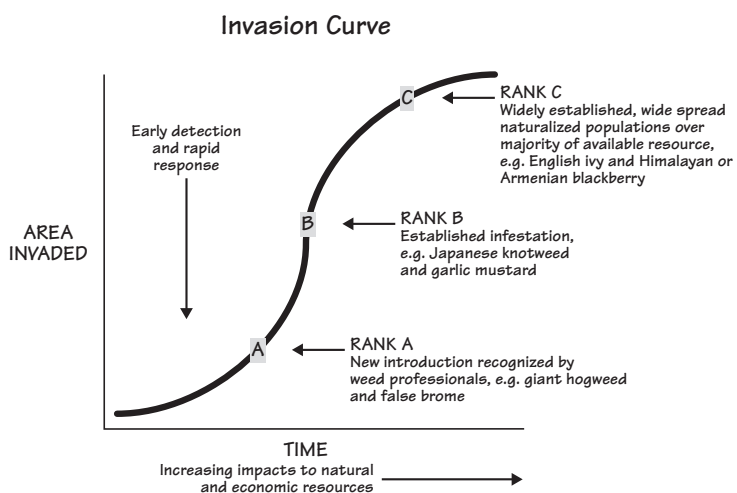 Invasion Curve
Early detection
and rapid
response
AREA
INVADED
C
RANK C
Widely established, wide spread
naturalized populations over
majority of available resource,
e.g. English ivy and Himalayan or
Armenian blackberry
B
RANK B
Established infestation,
e.g. Japanese knotweed
and garlic mustard
A
RANK A
New introduction recognized by
weed professionals, e.g. giant hogweed
and false brome
TIME
Increasing impacts to natural
and economic resources